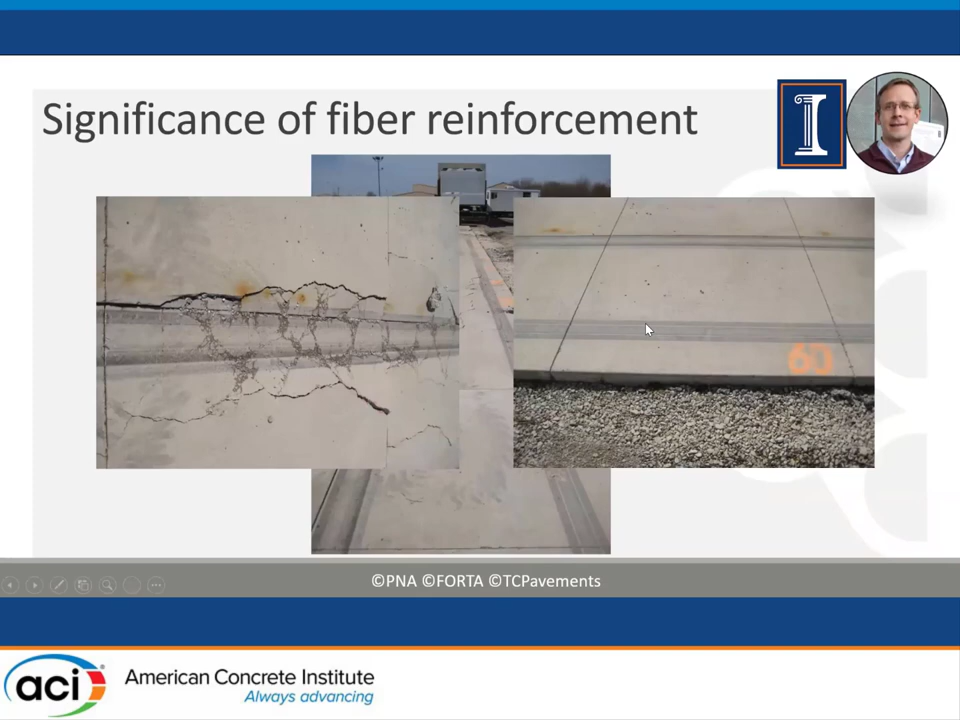 Significance of fiber reinforcement
60
©PNA ©FORTA ©TCPavements
aci®
American Concrete Institute
Always advancing